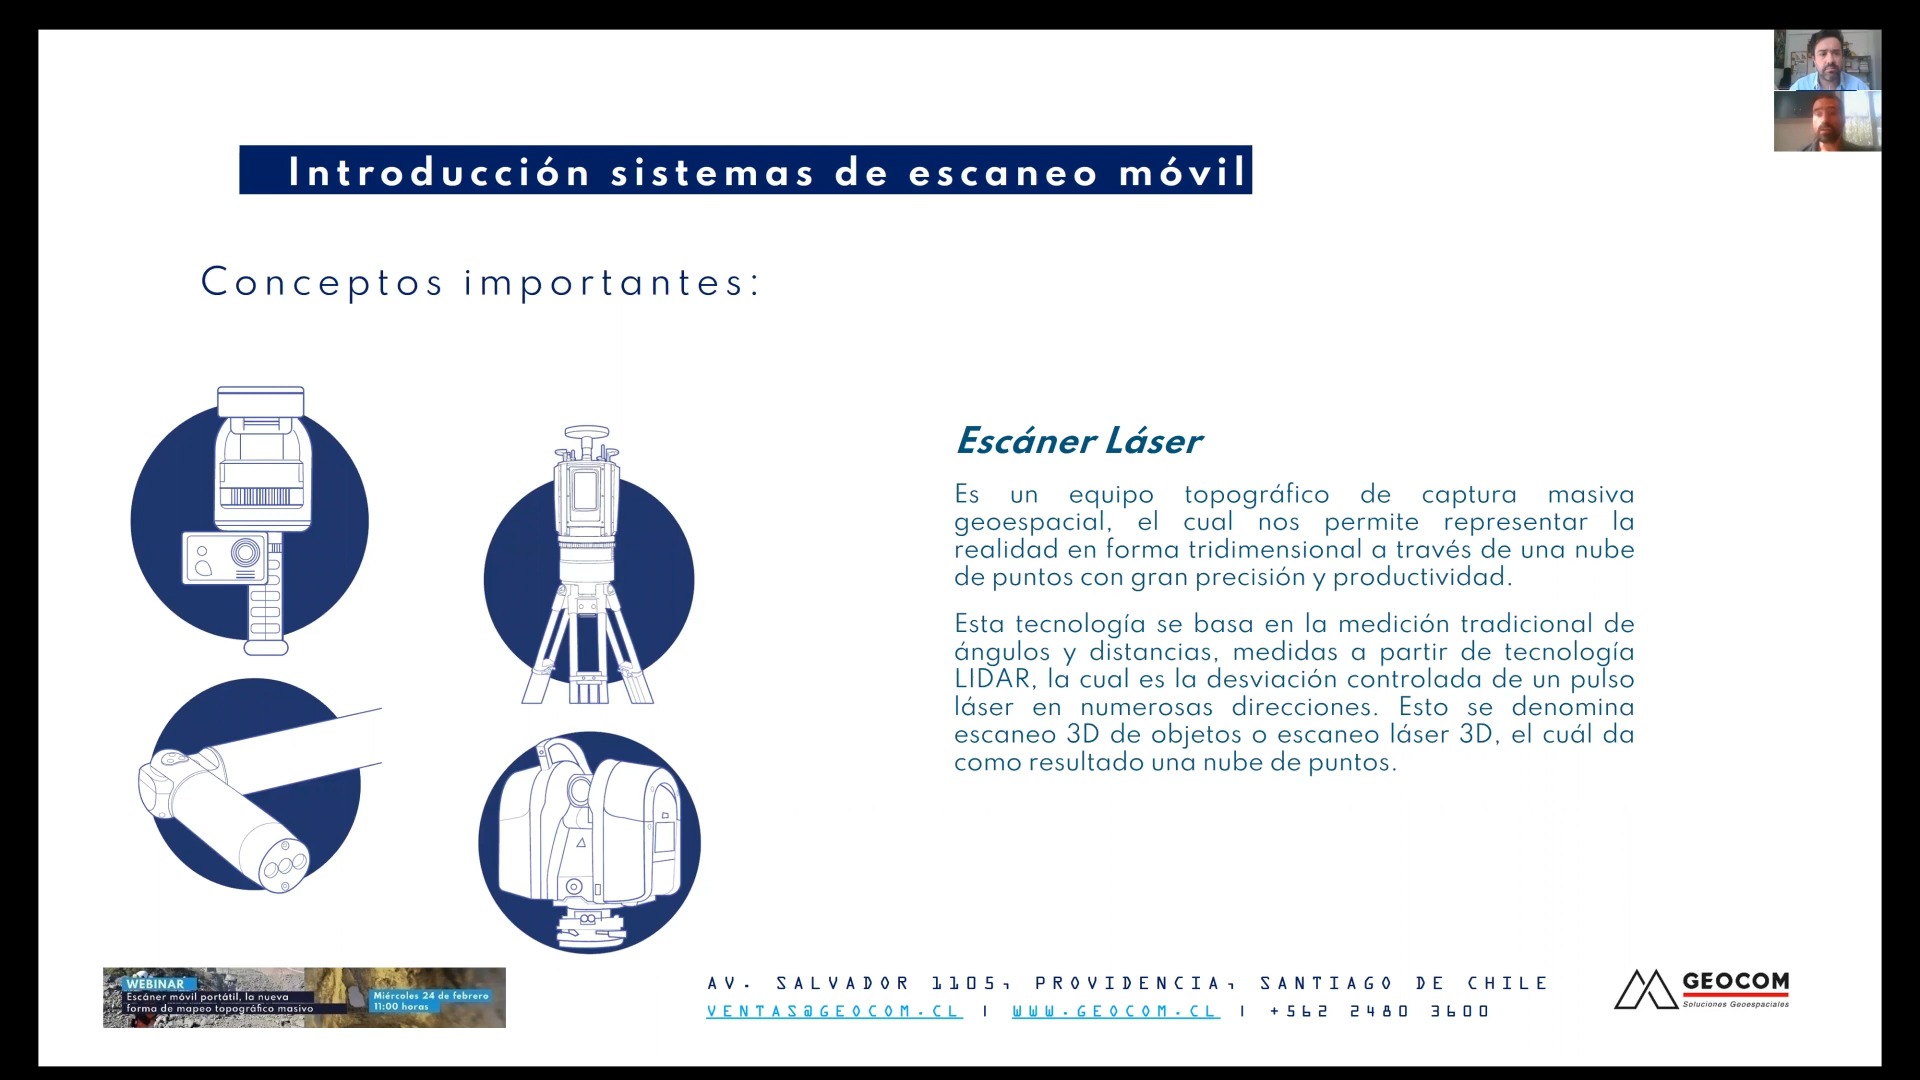 Introducción sistemas de escaneo móvil
Conceptos importantes:
Escáner Láser
Es un equipo topográfico de captura masiva
geoespacial, el cual nos permite representar la
realidad en forma tridimensional a través de una nube
de puntos con gran precisión y productividad.
Esta tecnología se basa en la medición tradicional de
ángulos y distancias, medidas a partir de tecnología
LIDAR, la cual es la desviación controlada de un pulso
láser en numerosas direcciones. Esto se denomina
escaneo 3D de objetos o escaneo láser 3D, el cuál da
como resultado una nube de puntos.
WEBINAR
Escáner móvil portátil, la nueva
forma de mapeo topográfico masivo
Miércoles 24 de febrero
11:00 horas
AV. SALVADOR 1105, PROVIDENCIA, SANTIAGO DE CHILE
VENTAS@GEOCOM.CL | WWW.GEOCOM.CL | +562 2480 3600
GEOCOM
Soluciones Geoespaciales